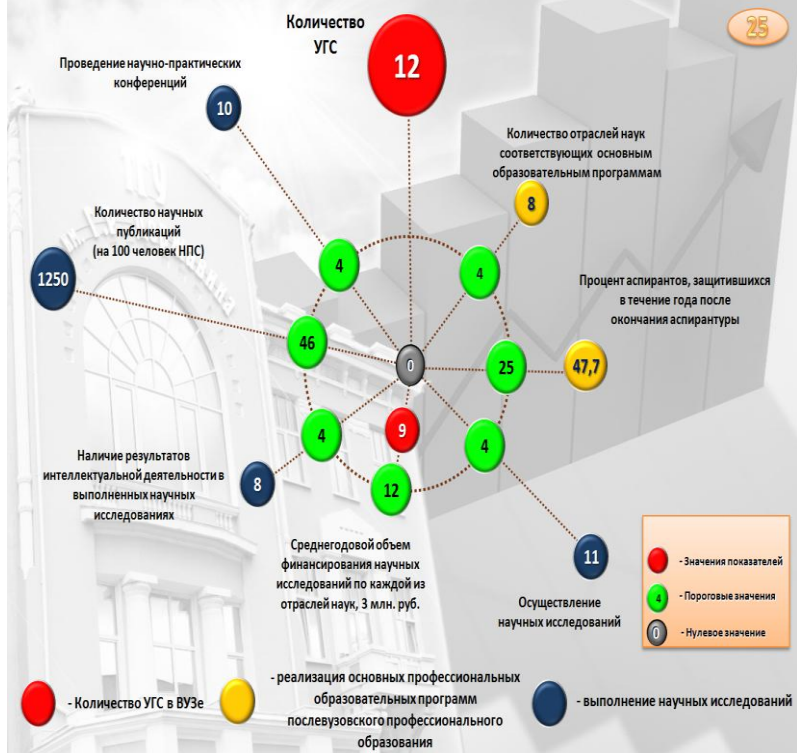 Количество
УГС
25
12
Проведение научно-практических
конференций
10
Количество отраслей наук
соответствующих основным
образовательным программам
8
Количество научных
публикаций
(на 100 человек НПС)
1250
4
4
Процент аспирантов, защитившихся
в течение года после
окончания аспирантуры
46
0
25
47,7
4
9
4
12
Наличие результатов
интеллектуальной деятельности в
выполненных научных
исследованиях
8
Среднегодовой объем
финансирования научных
исследований по каждой из
отраслей наук, 3 млн. руб.
11
Осуществление
научных исследований
- Значения показателей
4 - Пороговые значения
0 - Нулевое значение
- Количество УГС в ВУЗе
- реализация основных профессиональных
образовательных программ
послевузовского профессионального
образования
- выполнение научных исследований